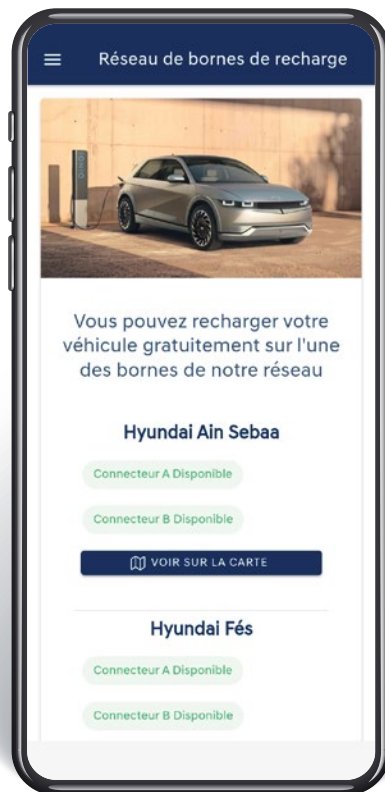 Réseau de bornes de recharge
Vous pouvez recharger votre
véhicule gratuitement sur l'une
des bornes de notre réseau
Hyundai Ain Sebaa
Connecteur A Disponible
Connecteur B Disponible
VOIR SUR LA CARTE
Hyundai Fés
Connecteur A Disponible
Connecteur B Disponible